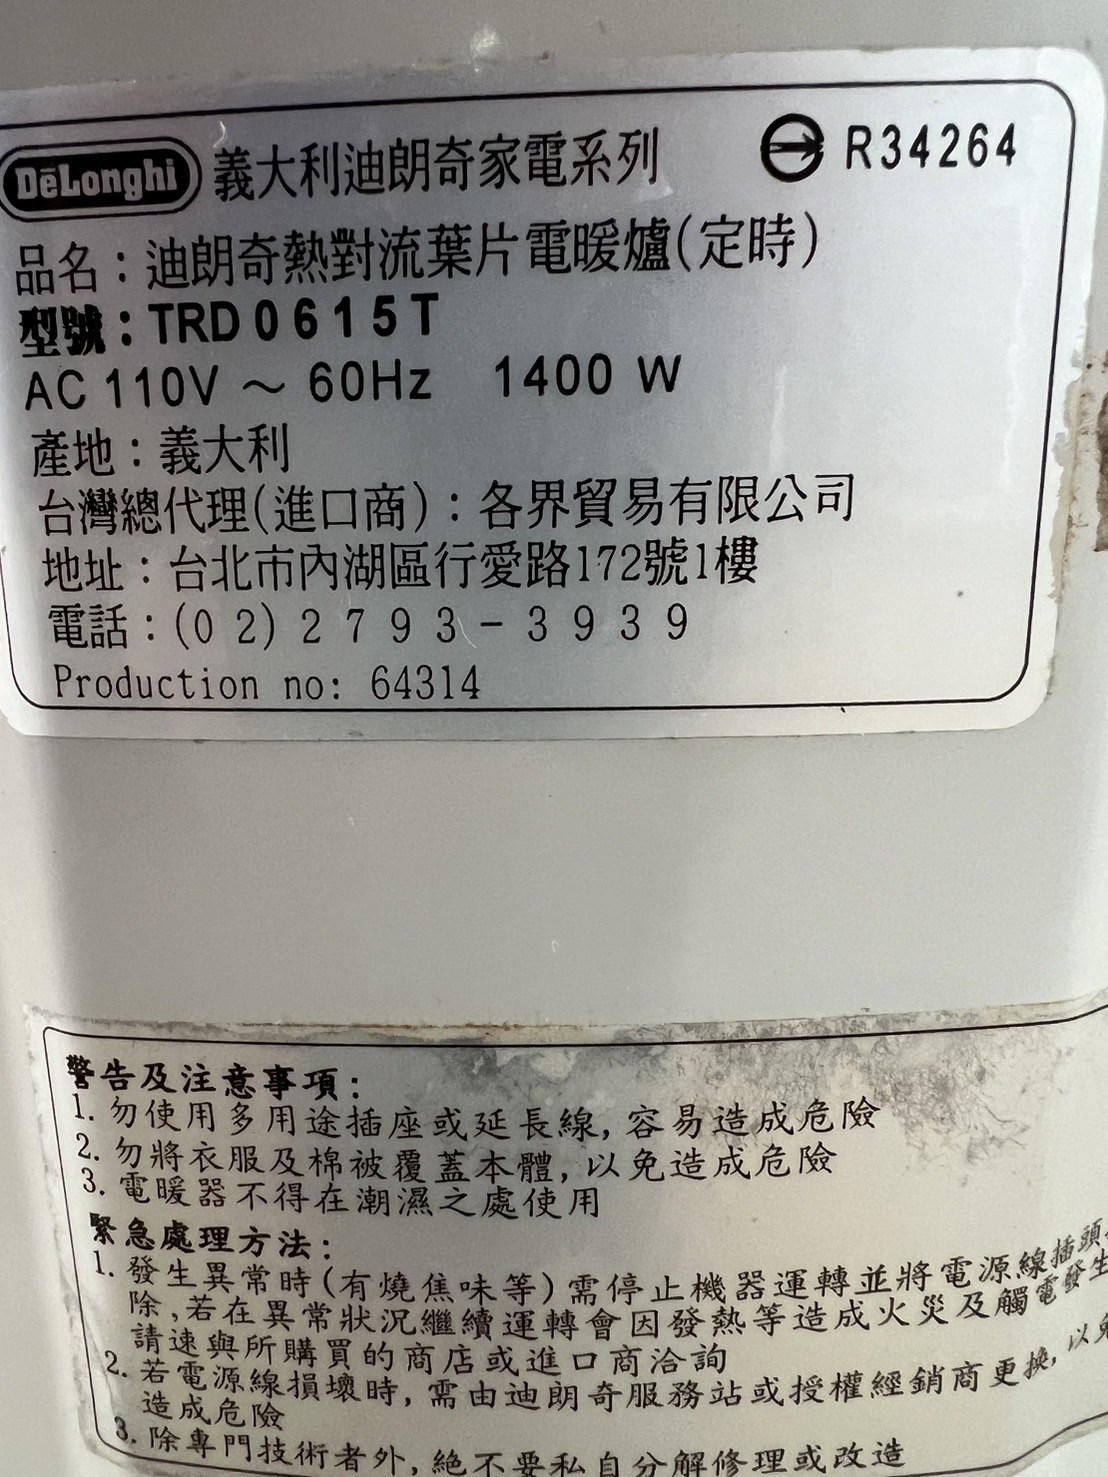 DeLonghi 義大利迪朗奇家電系列 R34264
品名：迪朗奇熱對流葉片電暖爐(定時)
型號：TRD0615T
AC 110V ～ 60Hz 1400 W
產地：義大利
台灣總代理(進口商)：各界貿易有限公司
地址：台北市內湖區行愛路172號1樓
電話：(02)2793-3939
Production no: 64314
警告及注意事項：
1. 勿使用多用途插座或延長線, 容易造成危險
2. 勿將衣服及棉被覆蓋本體, 以免造成危險
3. 電暖器不得在潮濕之處使用
緊急處理方法：
1. 發生異常時(有燒焦味等)需停止機器運轉並將電源線插頭
除,若在異常狀況繼續運轉會因發熱等造成火災及觸電發生
請速與所購買的商店或進口商洽詢
2. 若電源線損壞時, 需由迪朗奇服務站或授權經銷商更換, 以免
造成危險
3. 除專門技術者外, 絕不要私自分解修理或改造